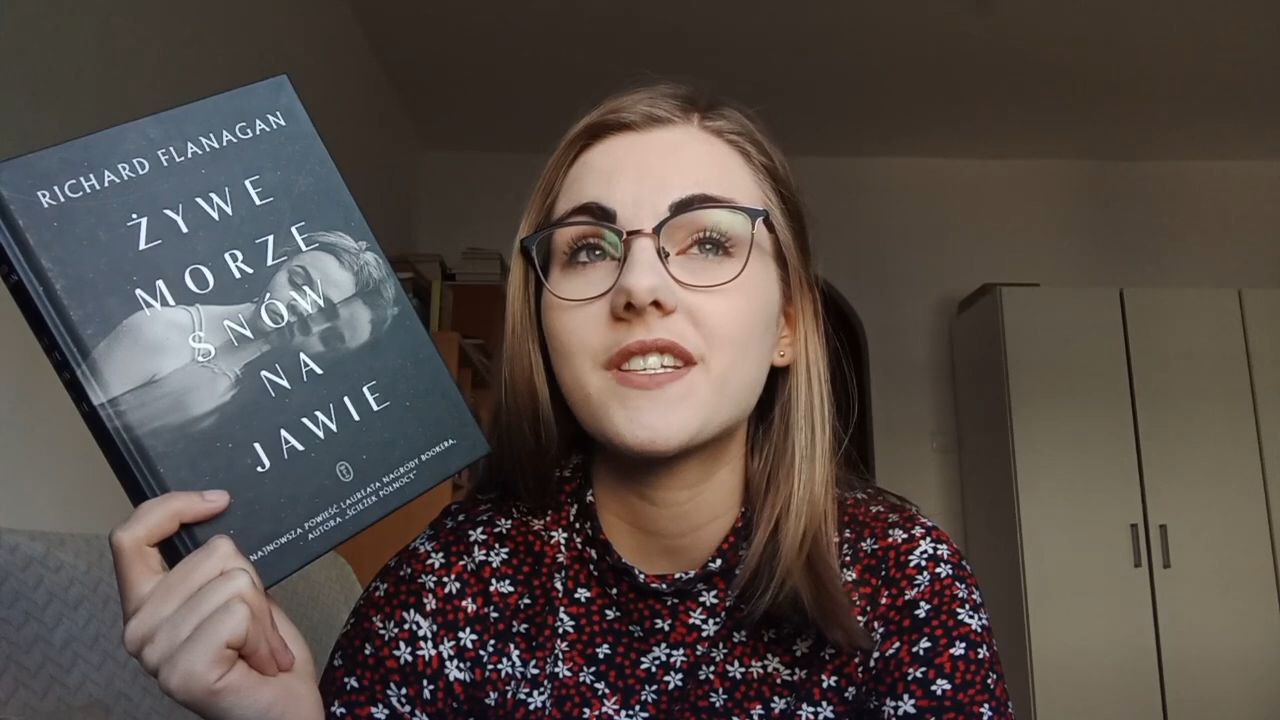 RICHARD FLANAGAN
ŻYWE
MORZE
SNÓW
NA
JAWIE
NAJNOWSZA POWIEŚĆ LAUREATA NAGRODY BOOKERA,
AUTORA „ŚCIEŻEK PÓŁNOCY”